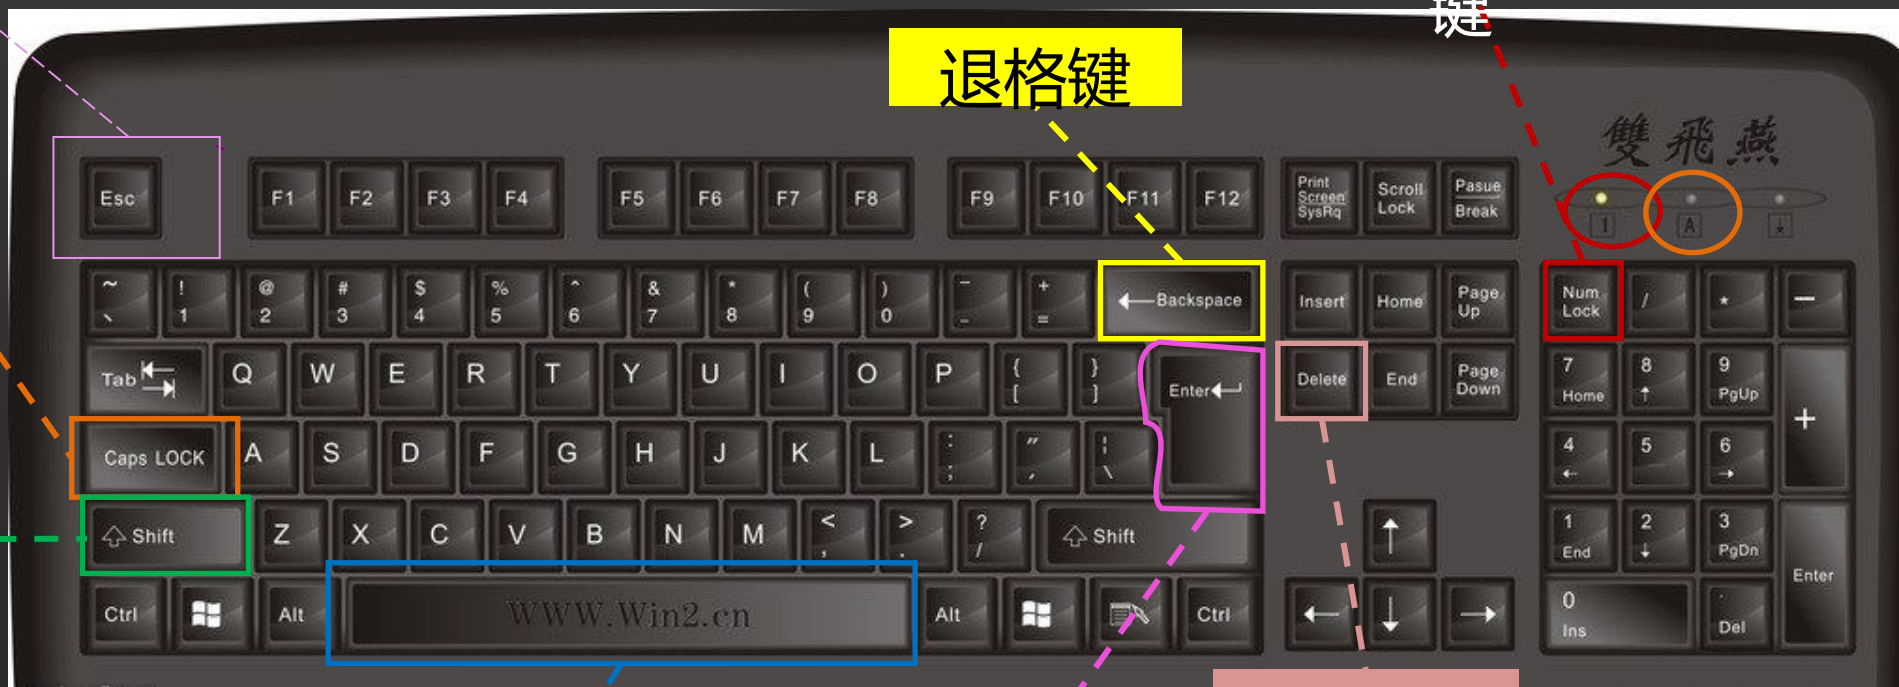 键
退格键
雙飛燕
Esc F1 F2 F3 F4 F5 F6 F7 F8 F9 F10 F11 F12 Print Screen SysRq Scroll Lock Pasue Break
1 A ↓
~ 、 ! 1 @ 2 # 3 $ 4 % 5 ^ 6 & 7 * 8 ( 9 ) 0 _ - + = ←Backspace Insert Home Page Up Num Lock / * -
Tab Q W E R T Y U I O P { [ } ] Enter Delete End Page Down 7 Home 8 ↑ 9 PgUp +
Caps LOCK A S D F G H J K L : ; " , ¦ \ 4 ← 5 6 →
Shift Z X C V B N M < , > . ? / Shift ↑ 1 End 2 ↓ 3 PgDn Enter
Ctrl Alt WWW.Win2.cn Alt Ctrl ← ↓ → 0 Ins . Del